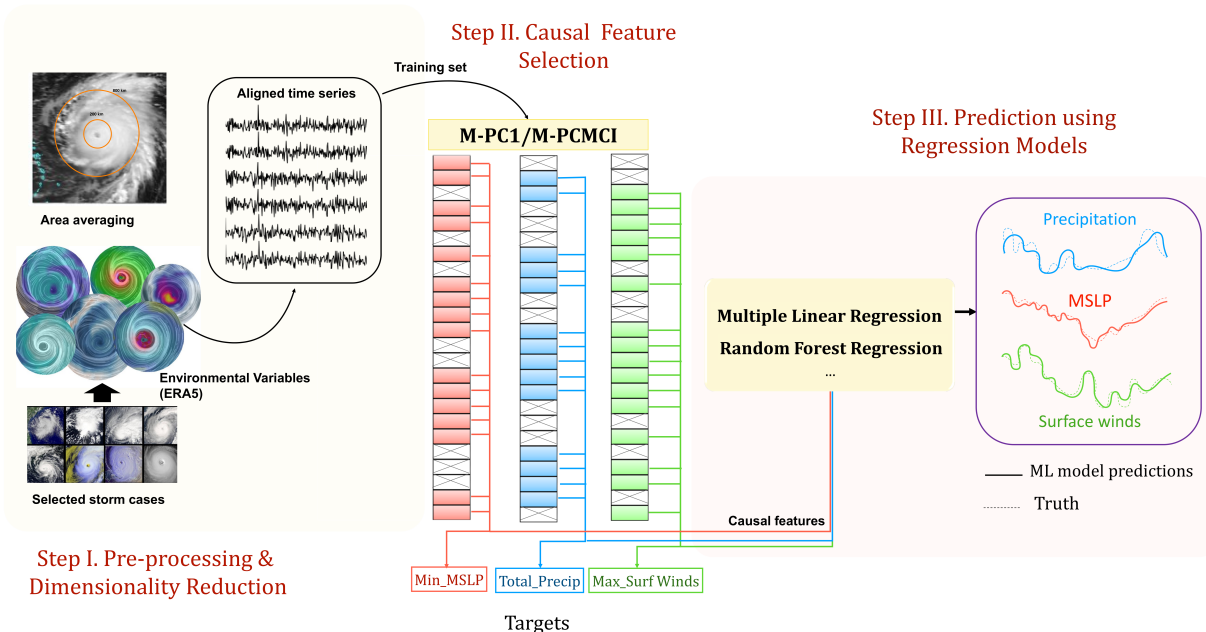 Step II. Causal Feature
Selection
Training set
Aligned time series
600 km
200 km
M-PC1/M-PCMCI
Step III. Prediction using
Regression Models
Area averaging
Precipitation
MSLP
Surface winds
Multiple Linear Regression
Random Forest Regression
...
Environmental Variables
(ERA5)
Selected storm cases
ML model predictions
Truth
Causal features
Step I. Pre-processing &
Dimensionality Reduction
Min_MSLP
Total_Precip
Max_Surf Winds
Targets